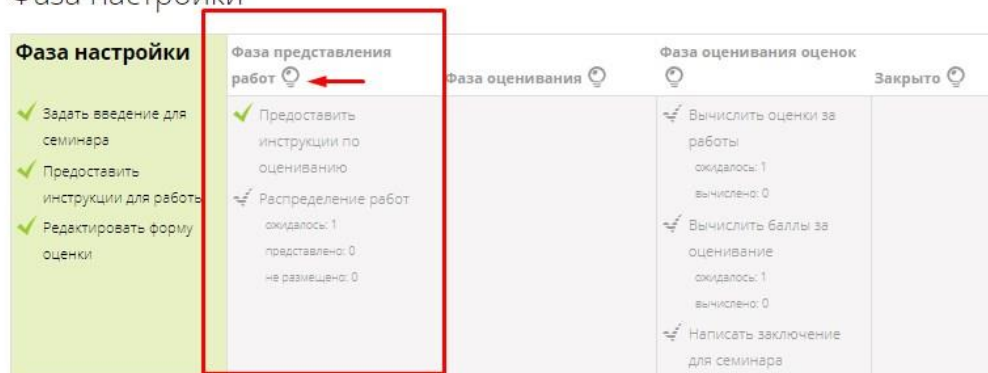 Фаза настройки
Фаза настройки
✓ Задать введение для
семинара
✓ Предоставить
инструкции для работь
✓ Редактировать форму
оценки
Фаза представления
работ
✓ Предоставить
инструкции по
оцениванию
Распределение работ
ожидалось: 1
представлено: 0
не размещено: 0
Фаза оценивания
Фаза оценивания оценок
Вычислить оценки за
работы
ожидалось: 1
вычислено: 0
Вычислить баллы за
оценивание
ожидалось: 1
вычислено: 0
Написать заключение
для семинара
Закрыто